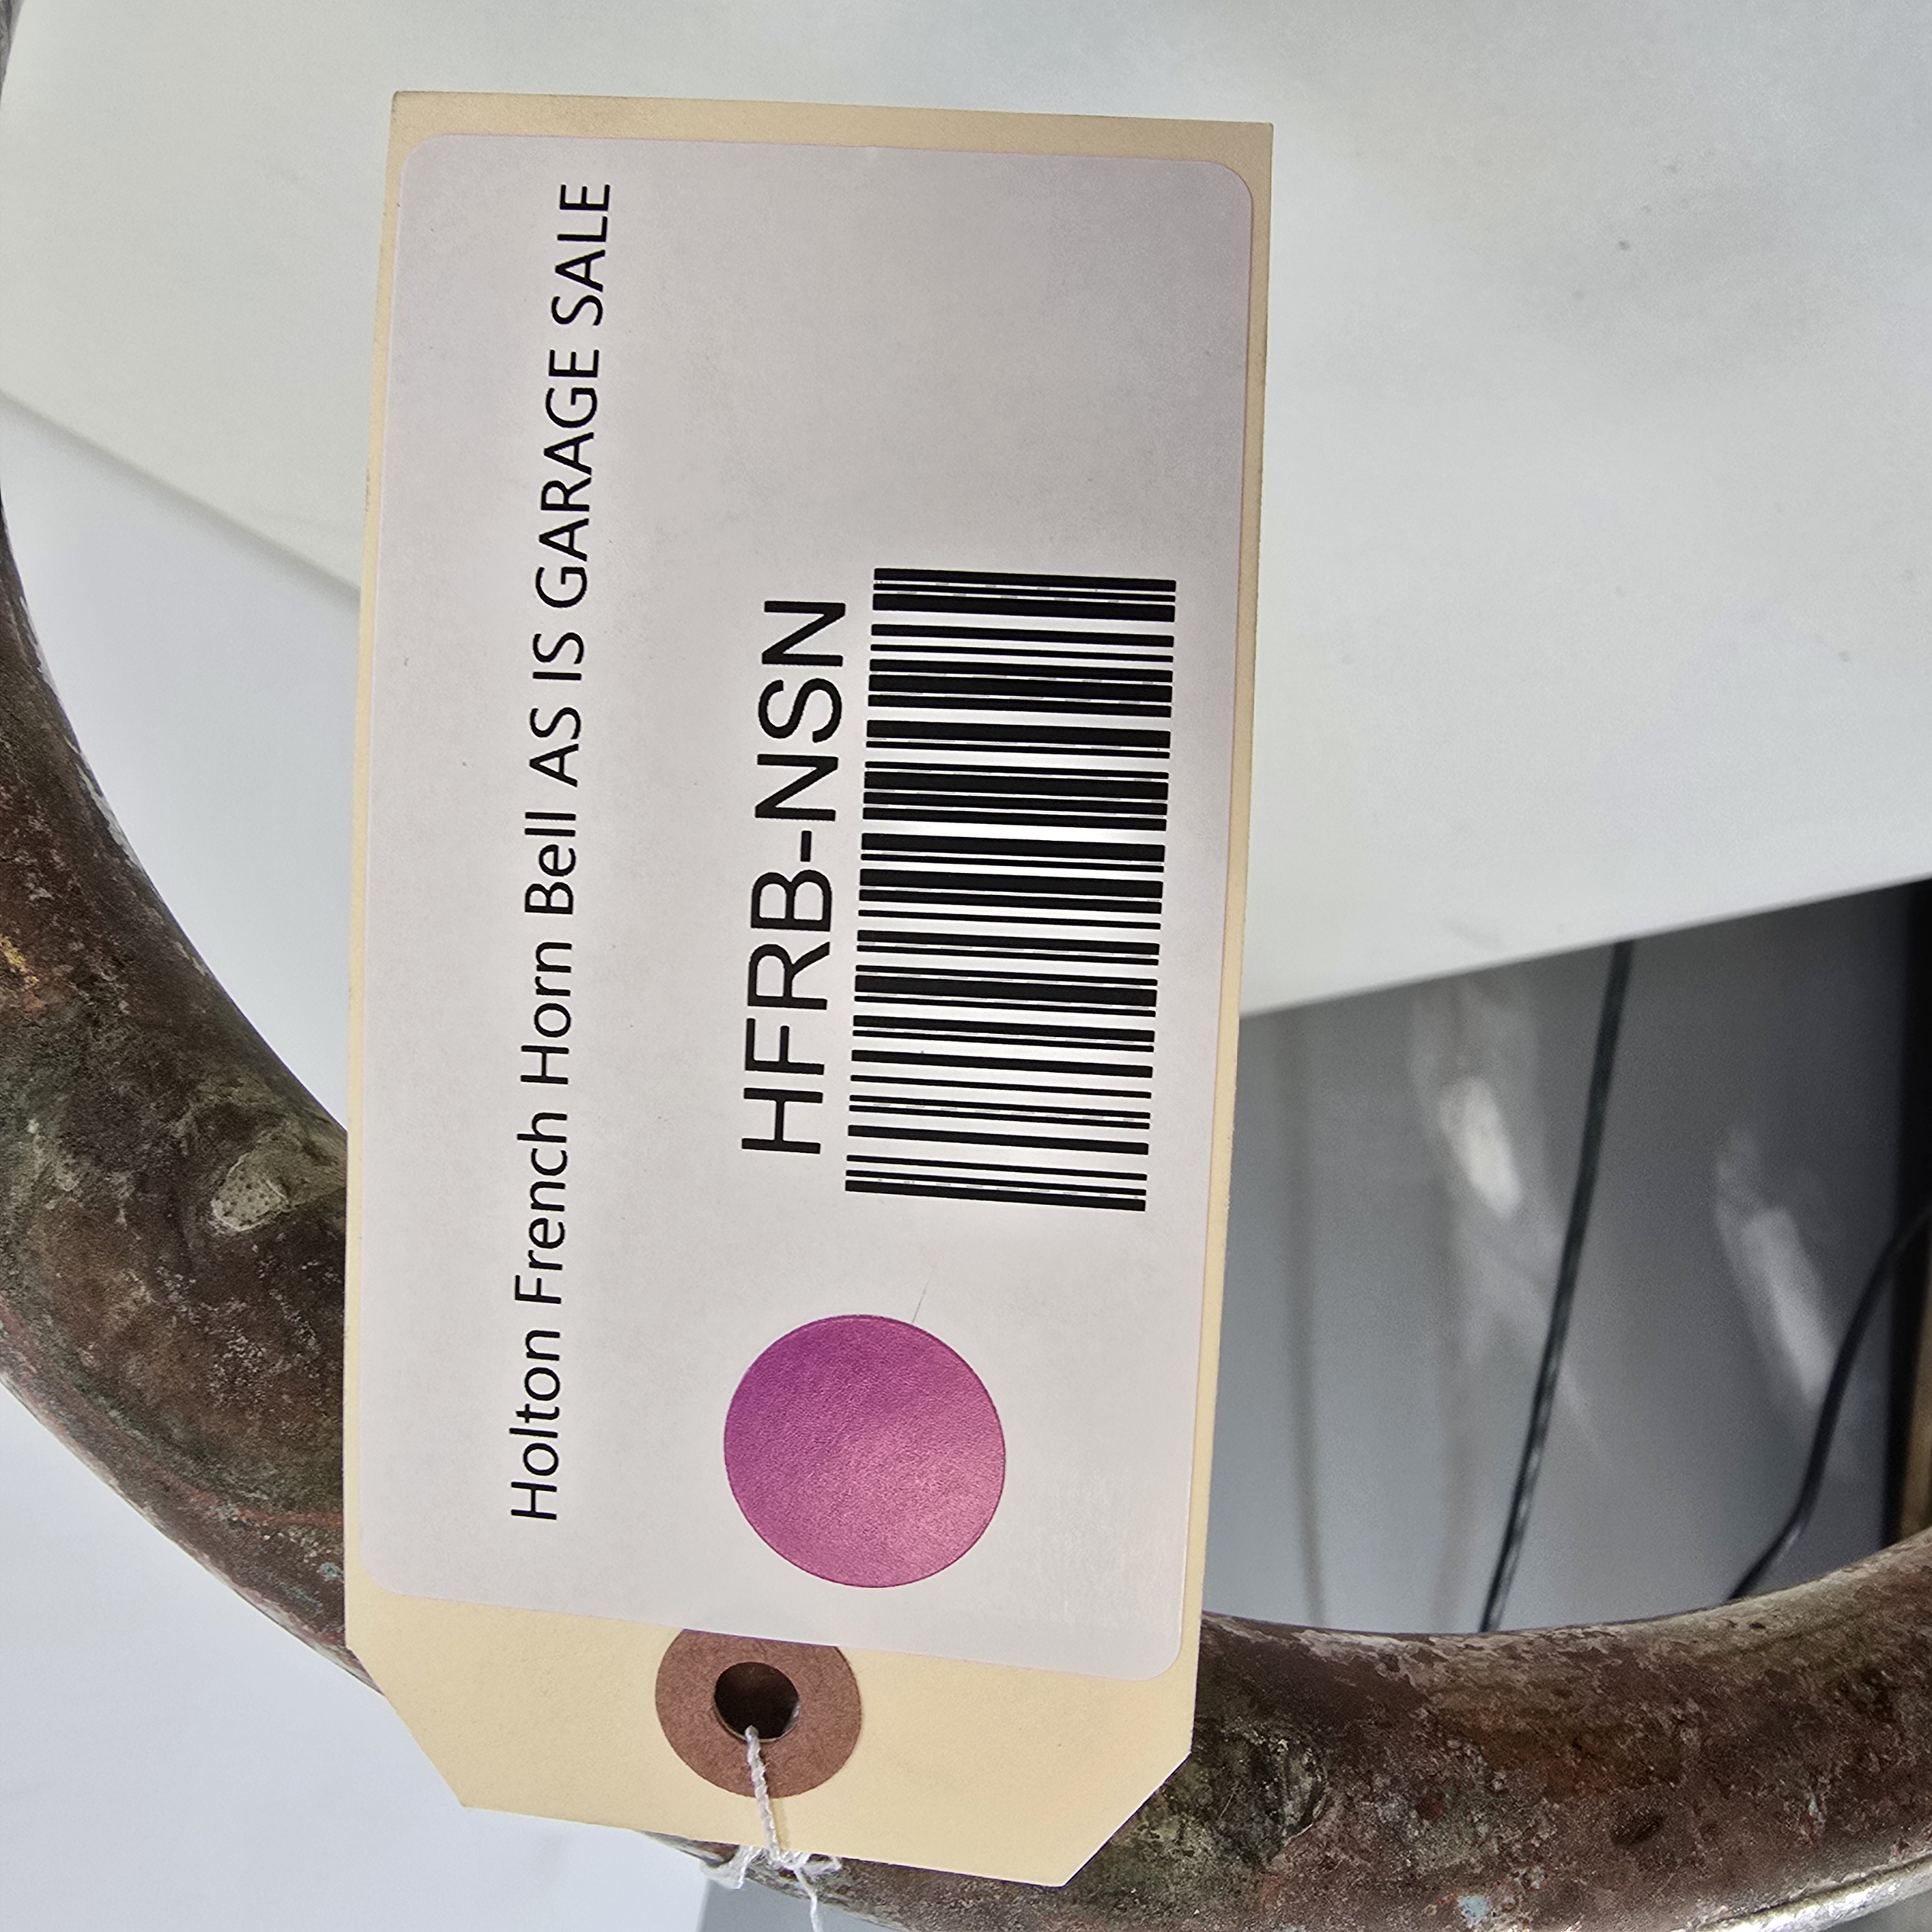 Holton French Horn Bell AS IS GARAGE SALE
HFRB-NSN